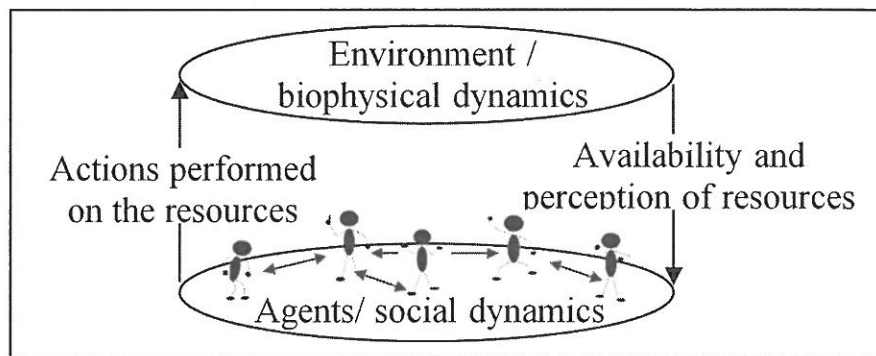 Environment /
biophysical dynamics
Actions performed
on the resources
Availability and
perception of resources
Agents/ social dynamics